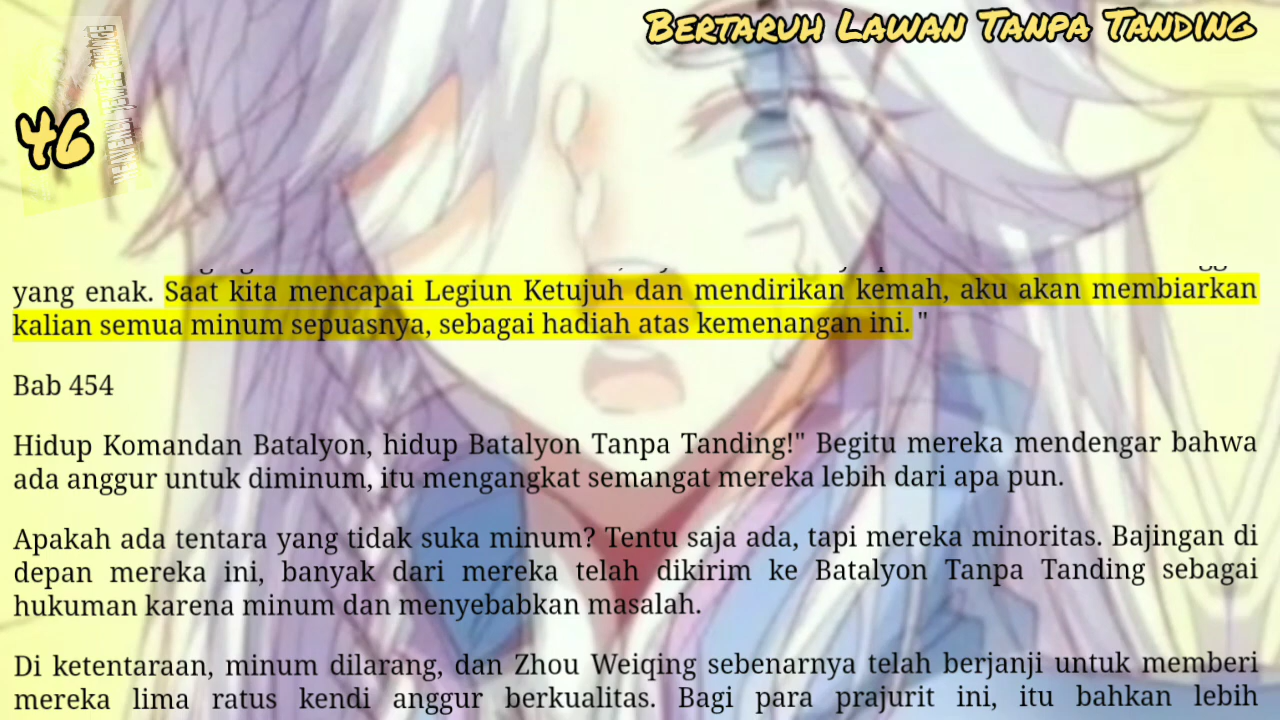 Bertaruh Lawan Tanpa Tanding
46
yang enak. Saat kita mencapai Legiun Ketujuh dan mendirikan kemah, aku akan membiarkan
kalian semua minum sepuasnya, sebagai hadiah atas kemenangan ini. "
Bab 454
Hidup Komandan Batalyon, hidup Batalyon Tanpa Tanding!" Begitu mereka mendengar bahwa
ada anggur untuk diminum, itu mengangkat semangat mereka lebih dari apa pun.
Apakah ada tentara yang tidak suka minum? Tentu saja ada, tapi mereka minoritas. Bajingan di
depan mereka ini, banyak dari mereka telah dikirim ke Batalyon Tanpa Tanding sebagai
hukuman karena minum dan menyebabkan masalah.
Di ketentaraan, minum dilarang, dan Zhou Weiqing sebenarnya telah berjanji untuk memberi
mereka lima ratus kendi anggur berkualitas. Bagi para prajurit ini, itu bahkan lebih